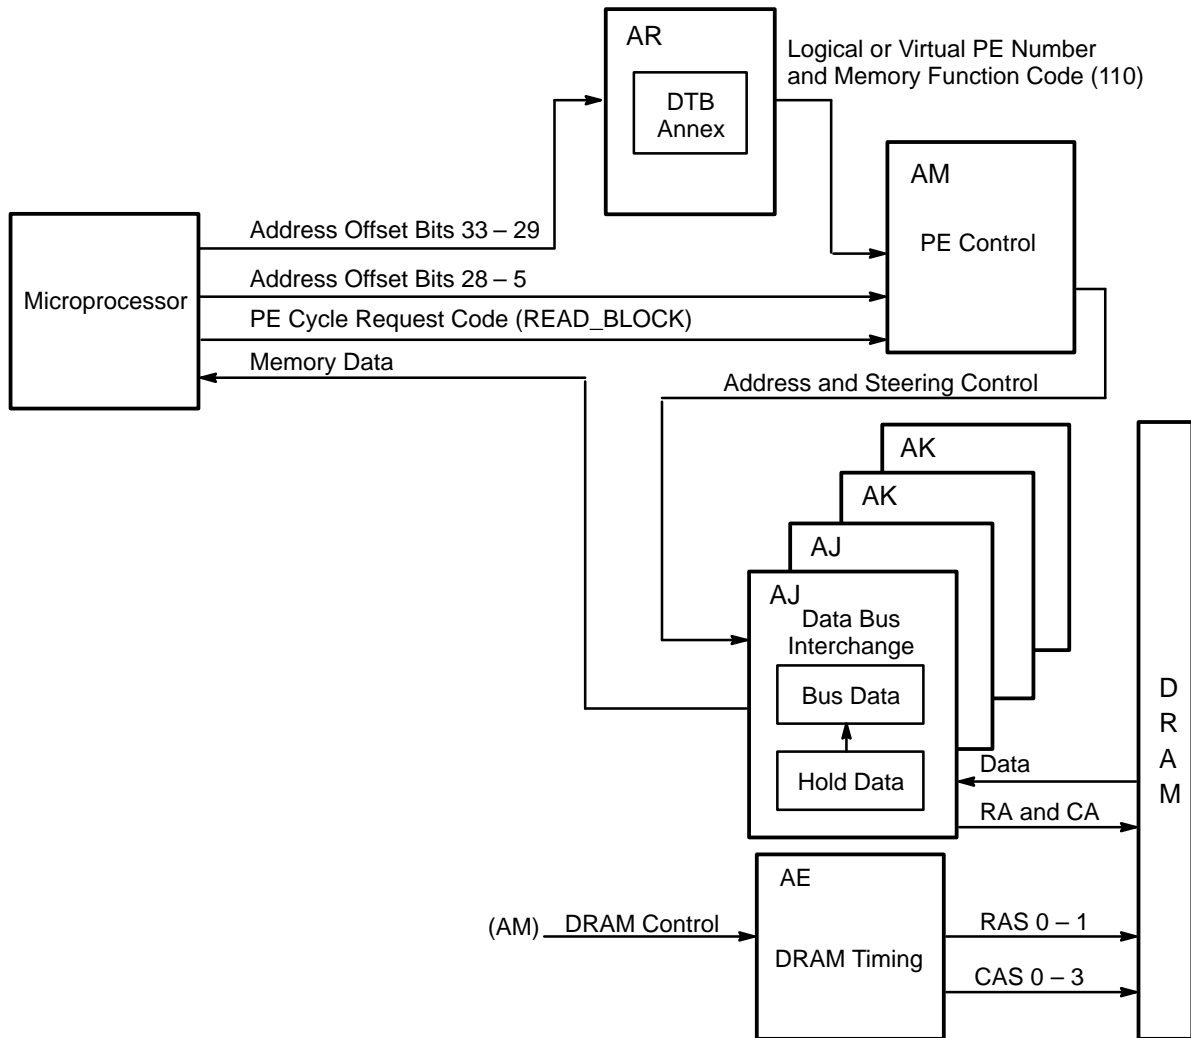 AR
DTB
Annex
Logical or Virtual PE Number
and Memory Function Code (110)
AM
PE Control
Microprocessor
Address Offset Bits 33 – 29
Address Offset Bits 28 – 5
PE Cycle Request Code (READ_BLOCK)
Memory Data
Address and Steering Control
AK
AK
AJ
AJ
Data Bus
Interchange
Bus Data
Hold Data
Data
RA and CA
D
R
A
M
AE
DRAM Timing
(AM) DRAM Control
RAS 0 – 1
CAS 0 – 3